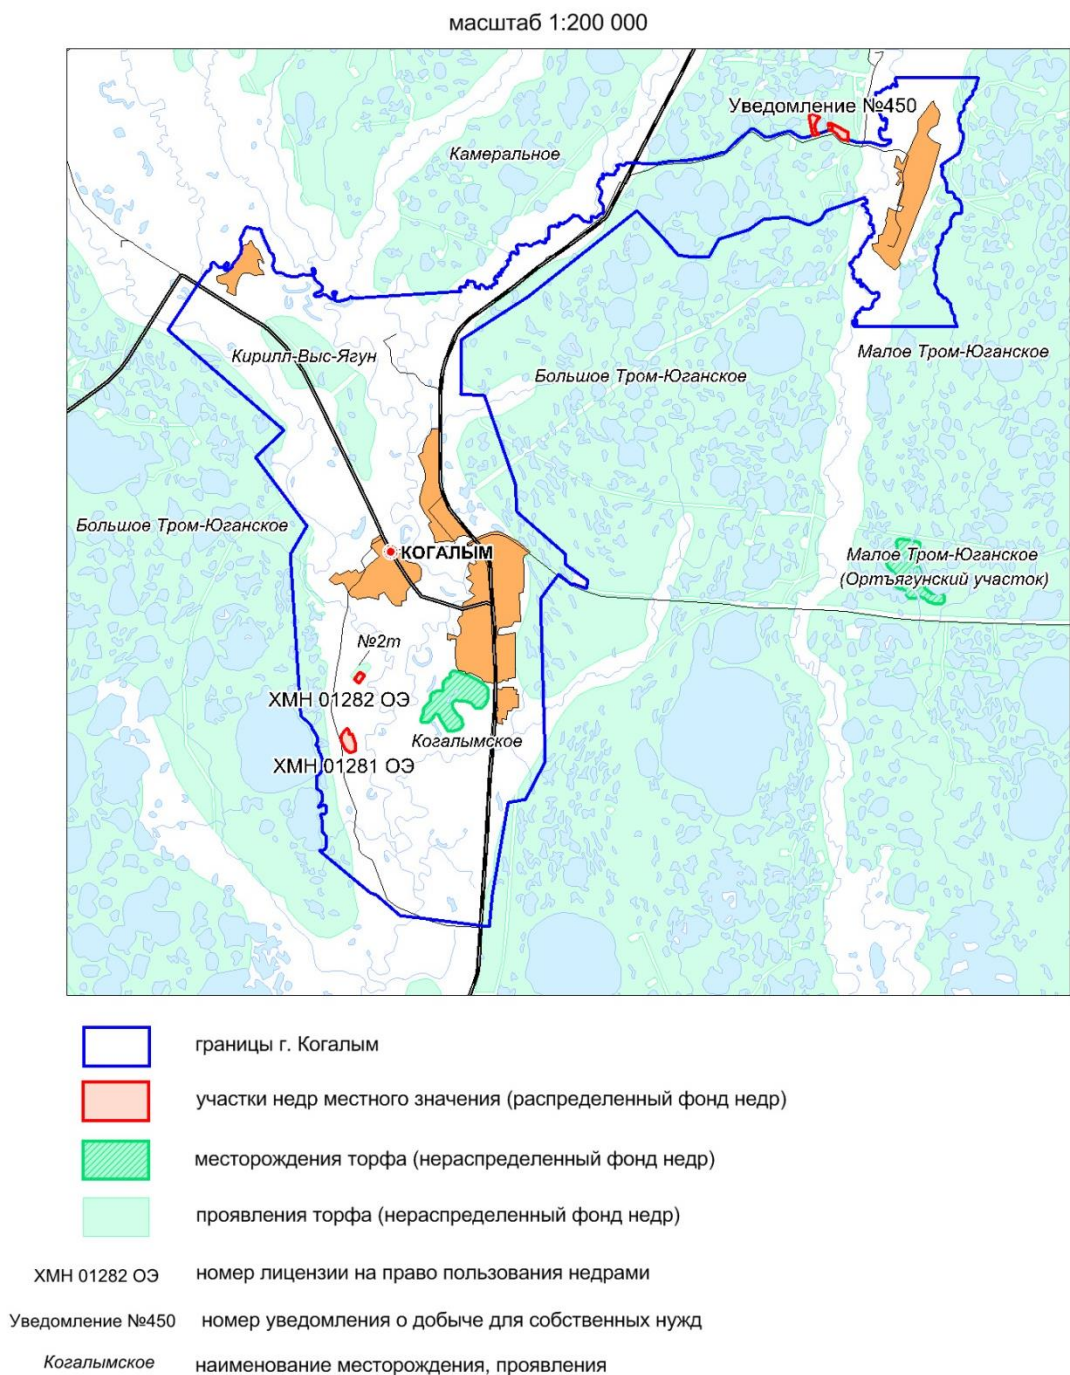 масштаб 1:200 000
Уведомление №450
Камеральное
Кирилл-Выс-Ягун
Большое Тром-Юганское
Малое Тром-Юганское
Большое Тром-Юганское
КОГАЛЫМ
Малое Тром-Юганское
(Ортъягунский участок)
№2т
ХМН 01282 ОЭ
Когалымское
ХМН 01281 ОЭ
границы г. Когалым
участки недр местного значения (распределенный фонд недр)
месторождения торфа (нераспределенный фонд недр)
проявления торфа (нераспределенный фонд недр)
ХМН 01282 ОЭ номер лицензии на право пользования недрами
Уведомление №450 номер уведомления о добыче для собственных нужд
Когалымское наименование месторождения, проявления